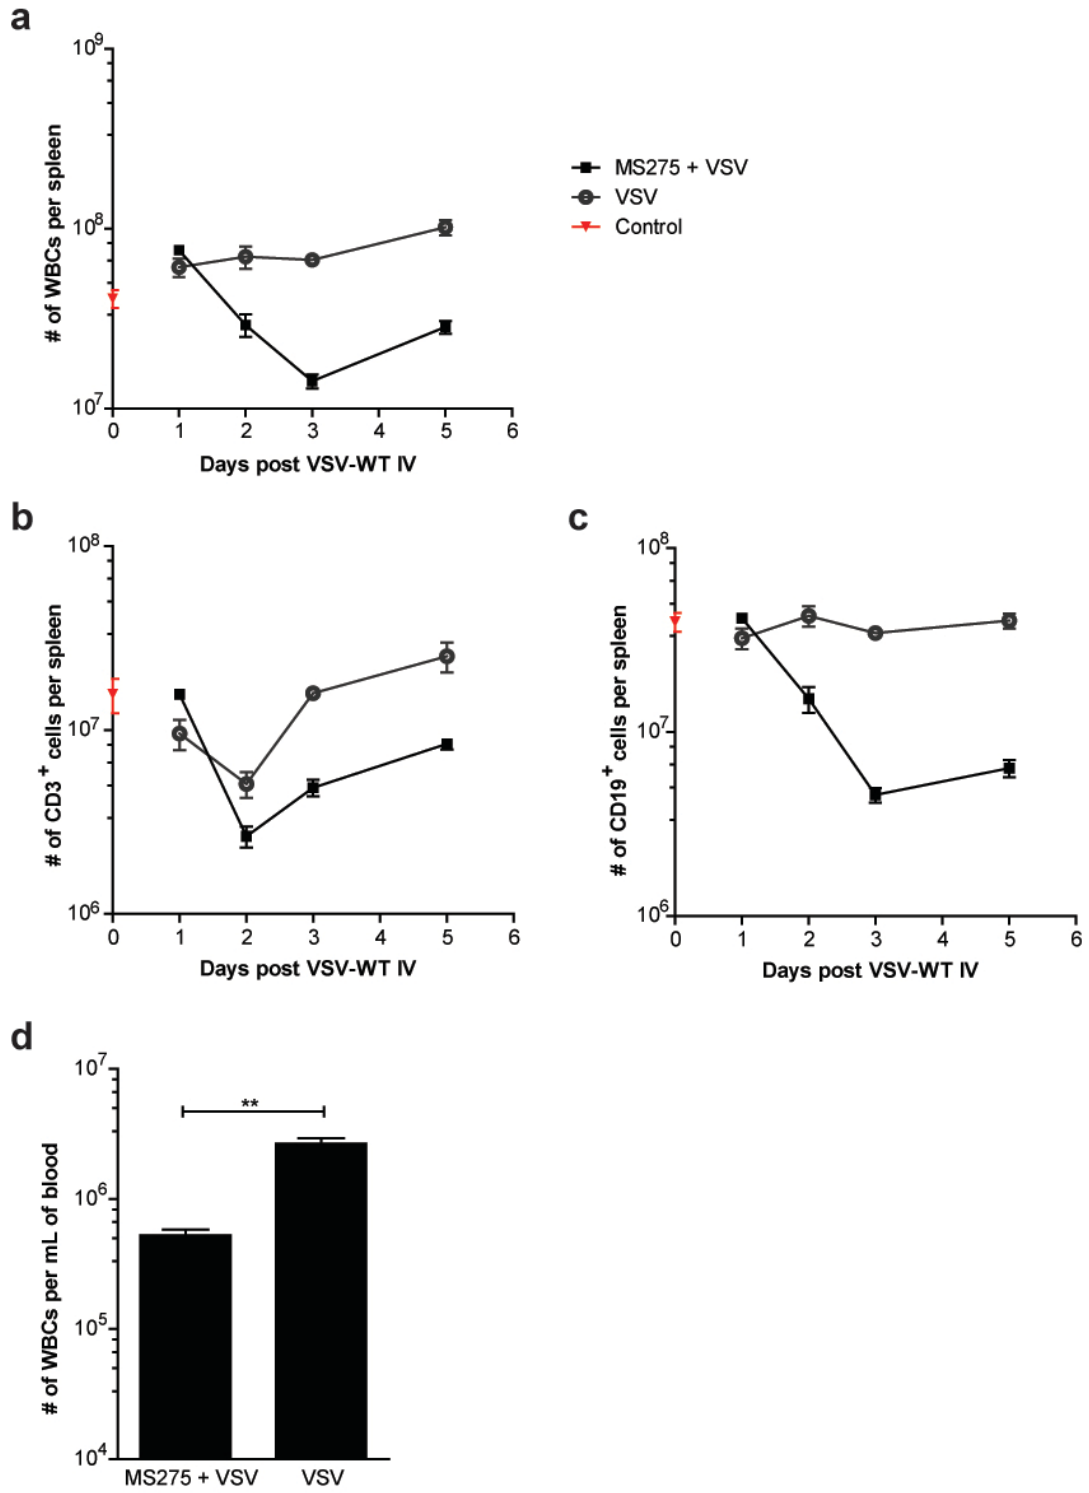 a
10^9
10^8
10^7
# of WBCs per spleen
0 1 2 3 4 5 6
Days post VSV-WT IV
MS275 + VSV
VSV
Control
b
10^8
10^7
10^6
# of CD3^+ cells per spleen
0 1 2 3 4 5 6
Days post VSV-WT IV
c
10^8
10^7
10^6
# of CD19^+ cells per spleen
0 1 2 3 4 5 6
Days post VSV-WT IV
d
10^7
10^6
10^5
10^4
# of WBCs per mL of blood
**
MS275 + VSV VSV